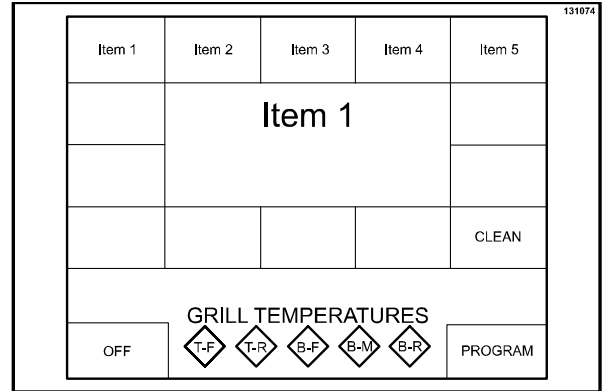 131074
Item 1
Item 2
Item 3
Item 4
Item 5
Item 1
CLEAN
GRILL TEMPERATURES
OFF
T-F
T-R
B-F
B-M
B-R
PROGRAM